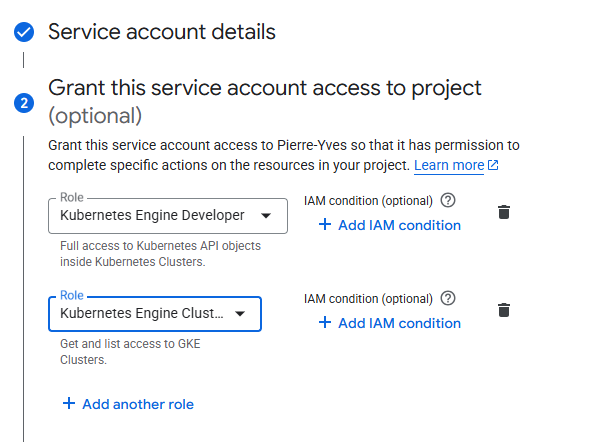 Service account details
2
Grant this service account access to project
(optional)
Grant this service account access to Pierre-Yves so that it has permission to
complete specific actions on the resources in your project. Learn more
Role
Kubernetes Engine Developer
IAM condition (optional) ?
+ Add IAM condition
Full access to Kubernetes API objects
inside Kubernetes Clusters.
Role
Kubernetes Engine Clust...
IAM condition (optional) ?
+ Add IAM condition
Get and list access to GKE
Clusters.
+ Add another role